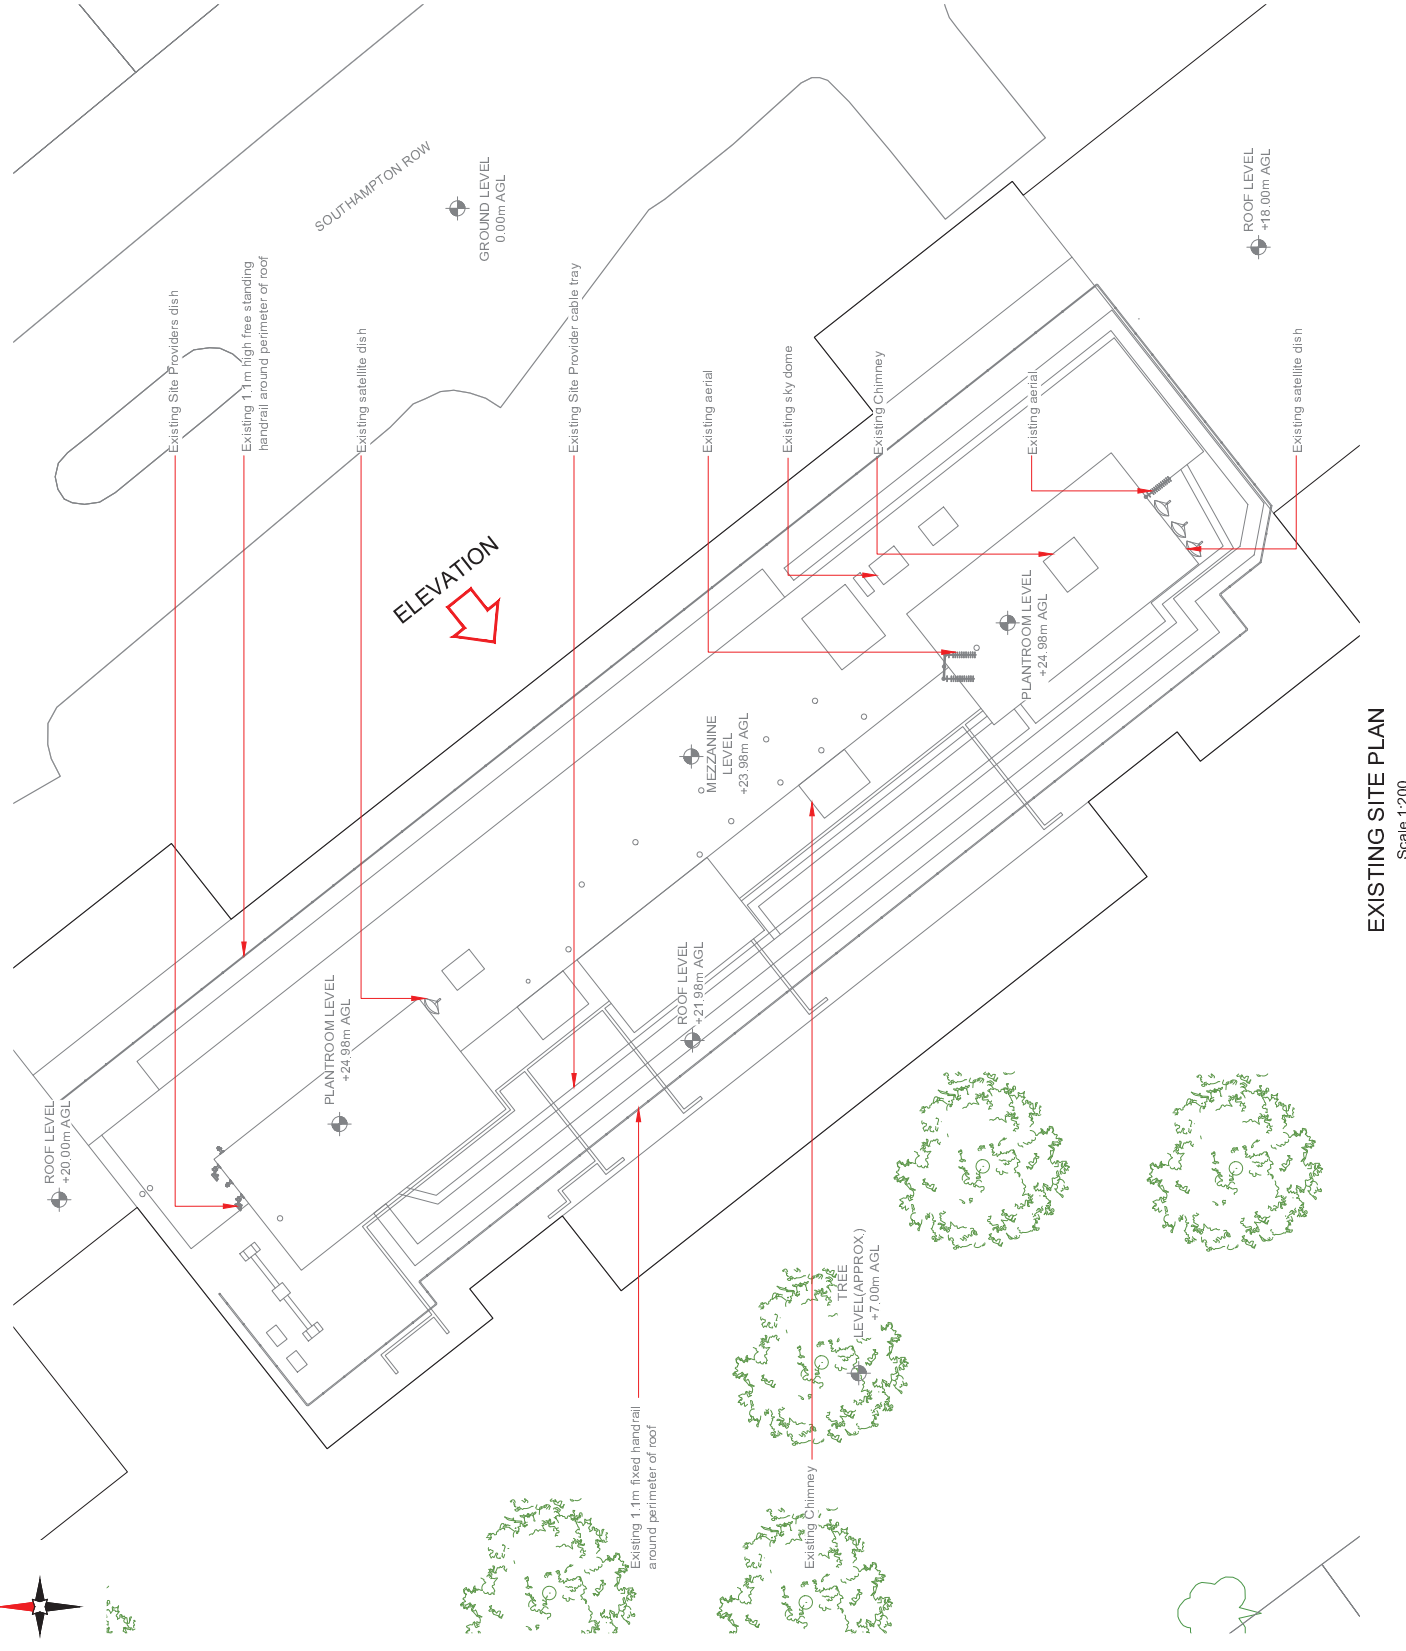 SOUTHAMPTON ROW
GROUND LEVEL
0.00m AGL
ROOF LEVEL
+18.00m AGL
Existing Site Providers dish
Existing 1.1m high free standing
handrail around perimeter of roof
Existing satellite dish
Existing Site Provider cable tray
Existing aerial
Existing sky dome
Existing Chimney
Existing aerial
Existing satellite dish
ELEVATION
PLANTROOM LEVEL
+24.98m AGL
MEZZANINE
LEVEL
+23.98m AGL
ROOF LEVEL
+21.98m AGL
PLANTROOM LEVEL
+24.98m AGL
ROOF LEVEL
+20.00m AGL
TREE
LEVEL(APPROX.)
+7.00m AGL
Existing 1.1m fixed handrail
around perimeter of roof
Existing Chimney
EXISTING SITE PLAN
Scale 1:200